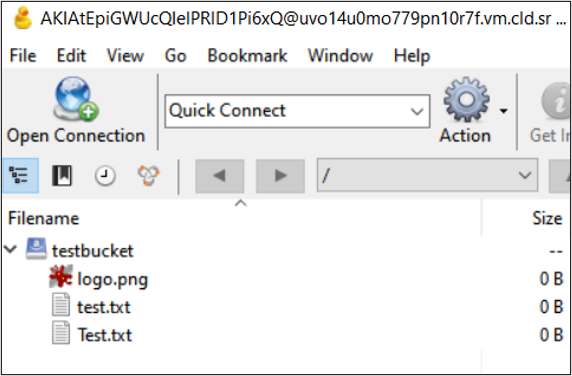 AKIAtEpiGWUcQIeIPRID1Pi6xQ@uvo14u0mo779pn10r7f.vm.cld.sr ...
File Edit View Go Bookmark Window Help
Open Connection
Quick Connect
Action
Get In
/
Filename Size
testbucket --
logo.png 0 B
test.txt 0 B
Test.txt 0 B